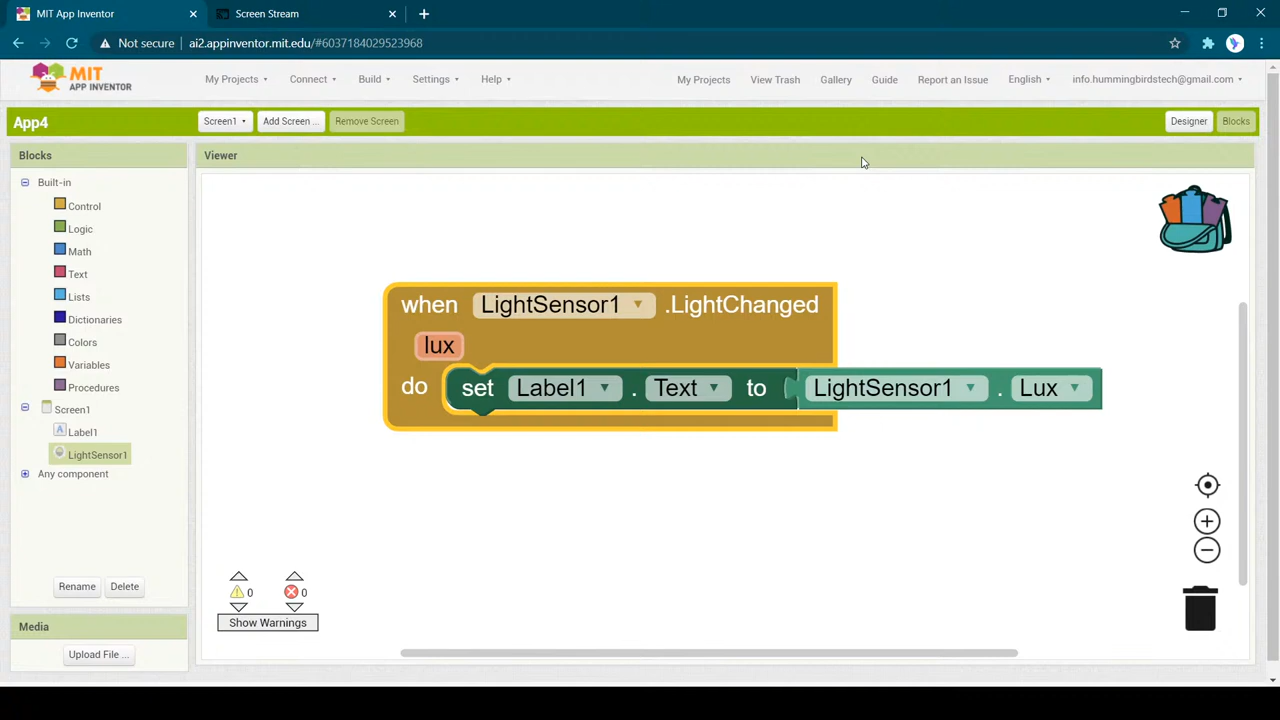 MIT App Inventor
Screen Stream
Not secure
ai2.appinventor.mit.edu/#6037184029523968
MIT
APP INVENTOR
My Projects
Connect
Build
Settings
Help
My Projects
View Trash
Gallery
Guide
Report an Issue
English
info.hummingbirdstech@gmail.com
App4
Screen1
Add Screen ...
Remove Screen
Designer
Blocks
Blocks
Viewer
Built-in
Control
Logic
Math
Text
Lists
Dictionaries
Colors
Variables
Procedures
Screen1
Label1
LightSensor1
Any component
Rename
Delete
Media
Upload File ...
when LightSensor1 .LightChanged
lux
do set Label1 . Text to LightSensor1 . Lux
0
0
Show Warnings